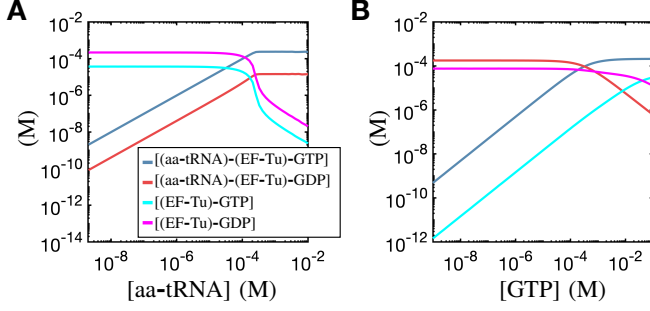 A
10⁻²
10⁻⁴
10⁻⁶
10⁻⁸
10⁻¹⁰
10⁻¹²
10⁻¹⁴
(M)
[(aa-tRNA)-(EF-Tu)-GTP]
[(aa-tRNA)-(EF-Tu)-GDP]
[(EF-Tu)-GTP]
[(EF-Tu)-GDP]
10⁻⁸ 10⁻⁶ 10⁻⁴ 10⁻²
[aa-tRNA] (M)
B
10⁻²
10⁻⁴
10⁻⁶
10⁻⁸
10⁻¹⁰
10⁻¹²
(M)
10⁻⁸ 10⁻⁶ 10⁻⁴ 10⁻²
[GTP] (M)